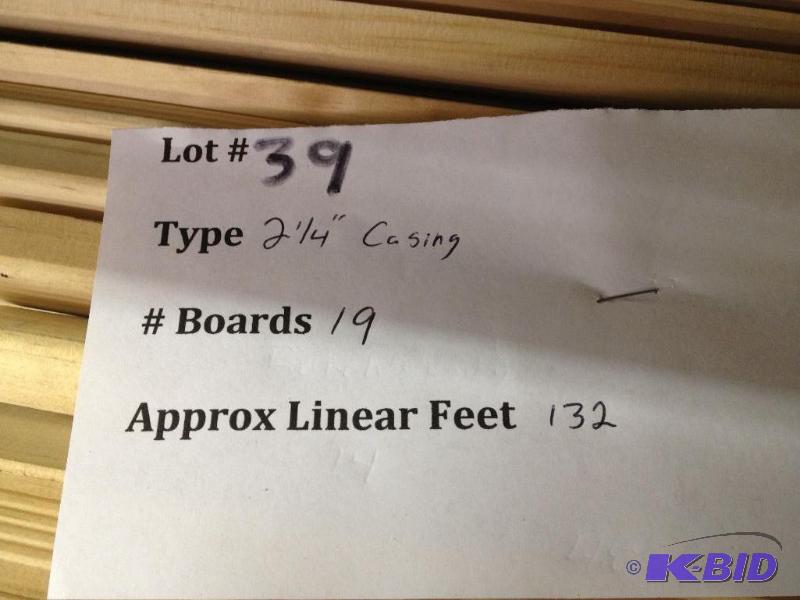 Lot # 39
Type 2 1/4" Casing
# Boards 19
Approx Linear Feet 132
© K-BID